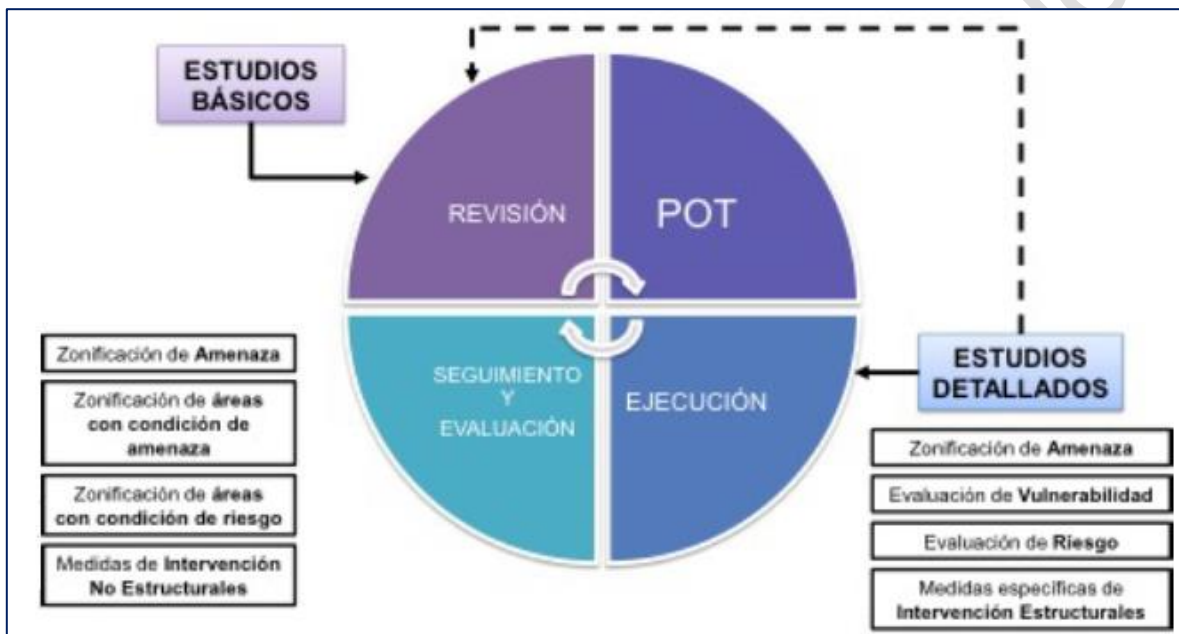 ESTUDIOS
BÁSICOS
REVISIÓN
POT
SEGUIMIENTO
Y
EVALUACIÓN
EJECUCIÓN
Zonificación de Amenaza
Zonificación de áreas
con condición de
amenaza
Zonificación de áreas
con condición de riesgo
Medidas de Intervención
No Estructurales
ESTUDIOS
DETALLADOS
Zonificación de Amenaza
Evaluación de Vulnerabilidad
Evaluación de Riesgo
Medidas específicas de
Intervención Estructurales